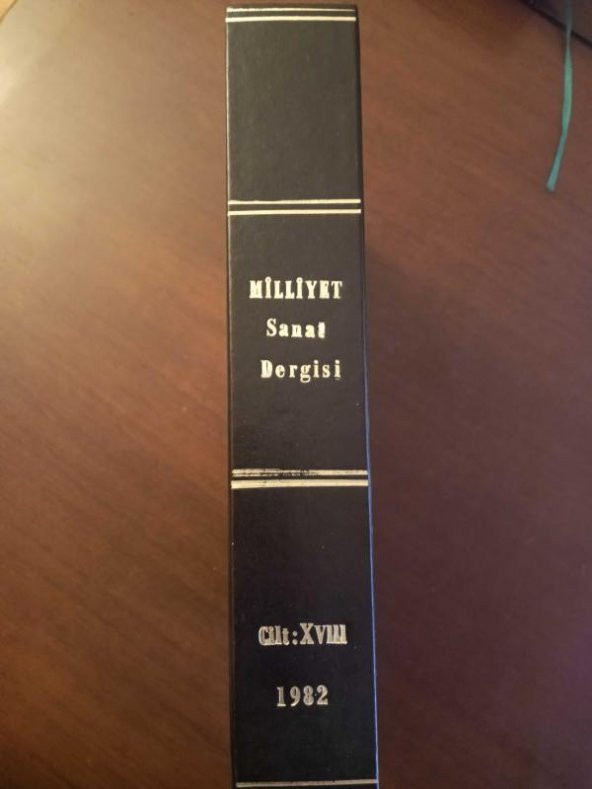 MİLLİYET
Sanat
Dergisi
Cilt:XVIII
1982